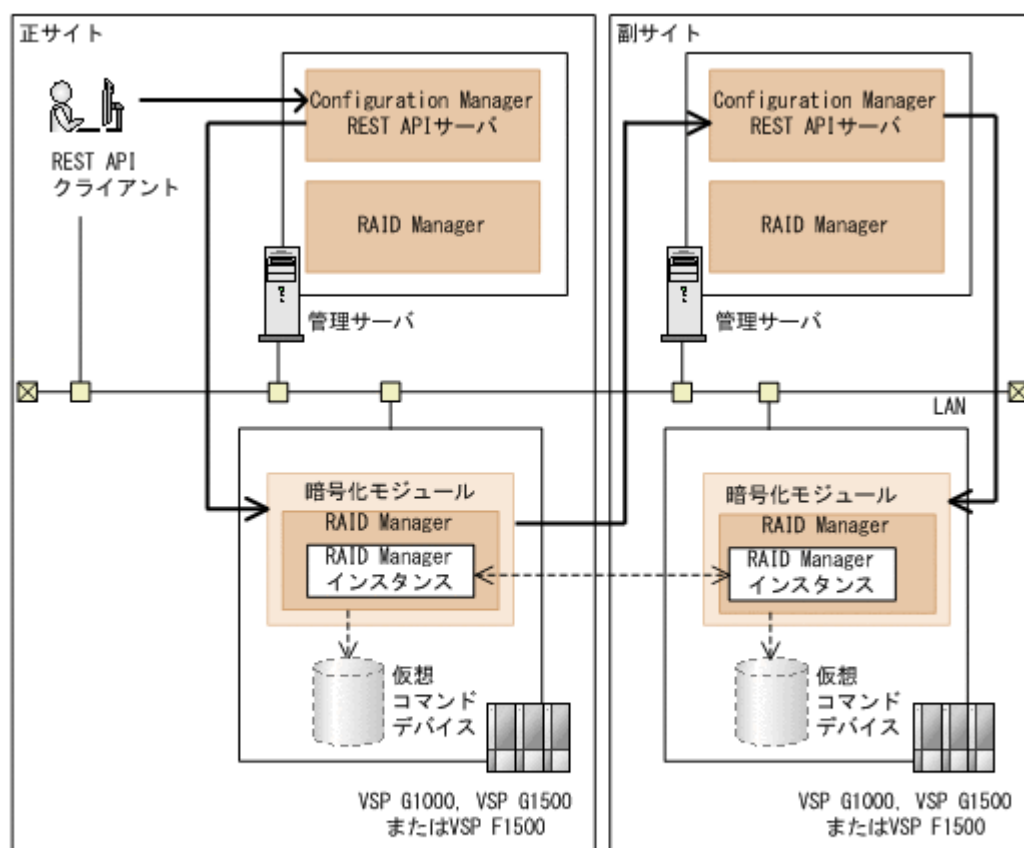 正サイト
REST API
クライアント
Configuration Manager
REST APIサーバ
RAID Manager
管理サーバ
暗号化モジュール
RAID Manager
RAID Manager
インスタンス
仮想
コマンド
デバイス
VSP G1000, VSP G1500
またはVSP F1500
副サイト
Configuration Manager
REST APIサーバ
RAID Manager
管理サーバ
LAN
暗号化モジュール
RAID Manager
RAID Manager
インスタンス
仮想
コマンド
デバイス
VSP G1000, VSP G1500
またはVSP F1500